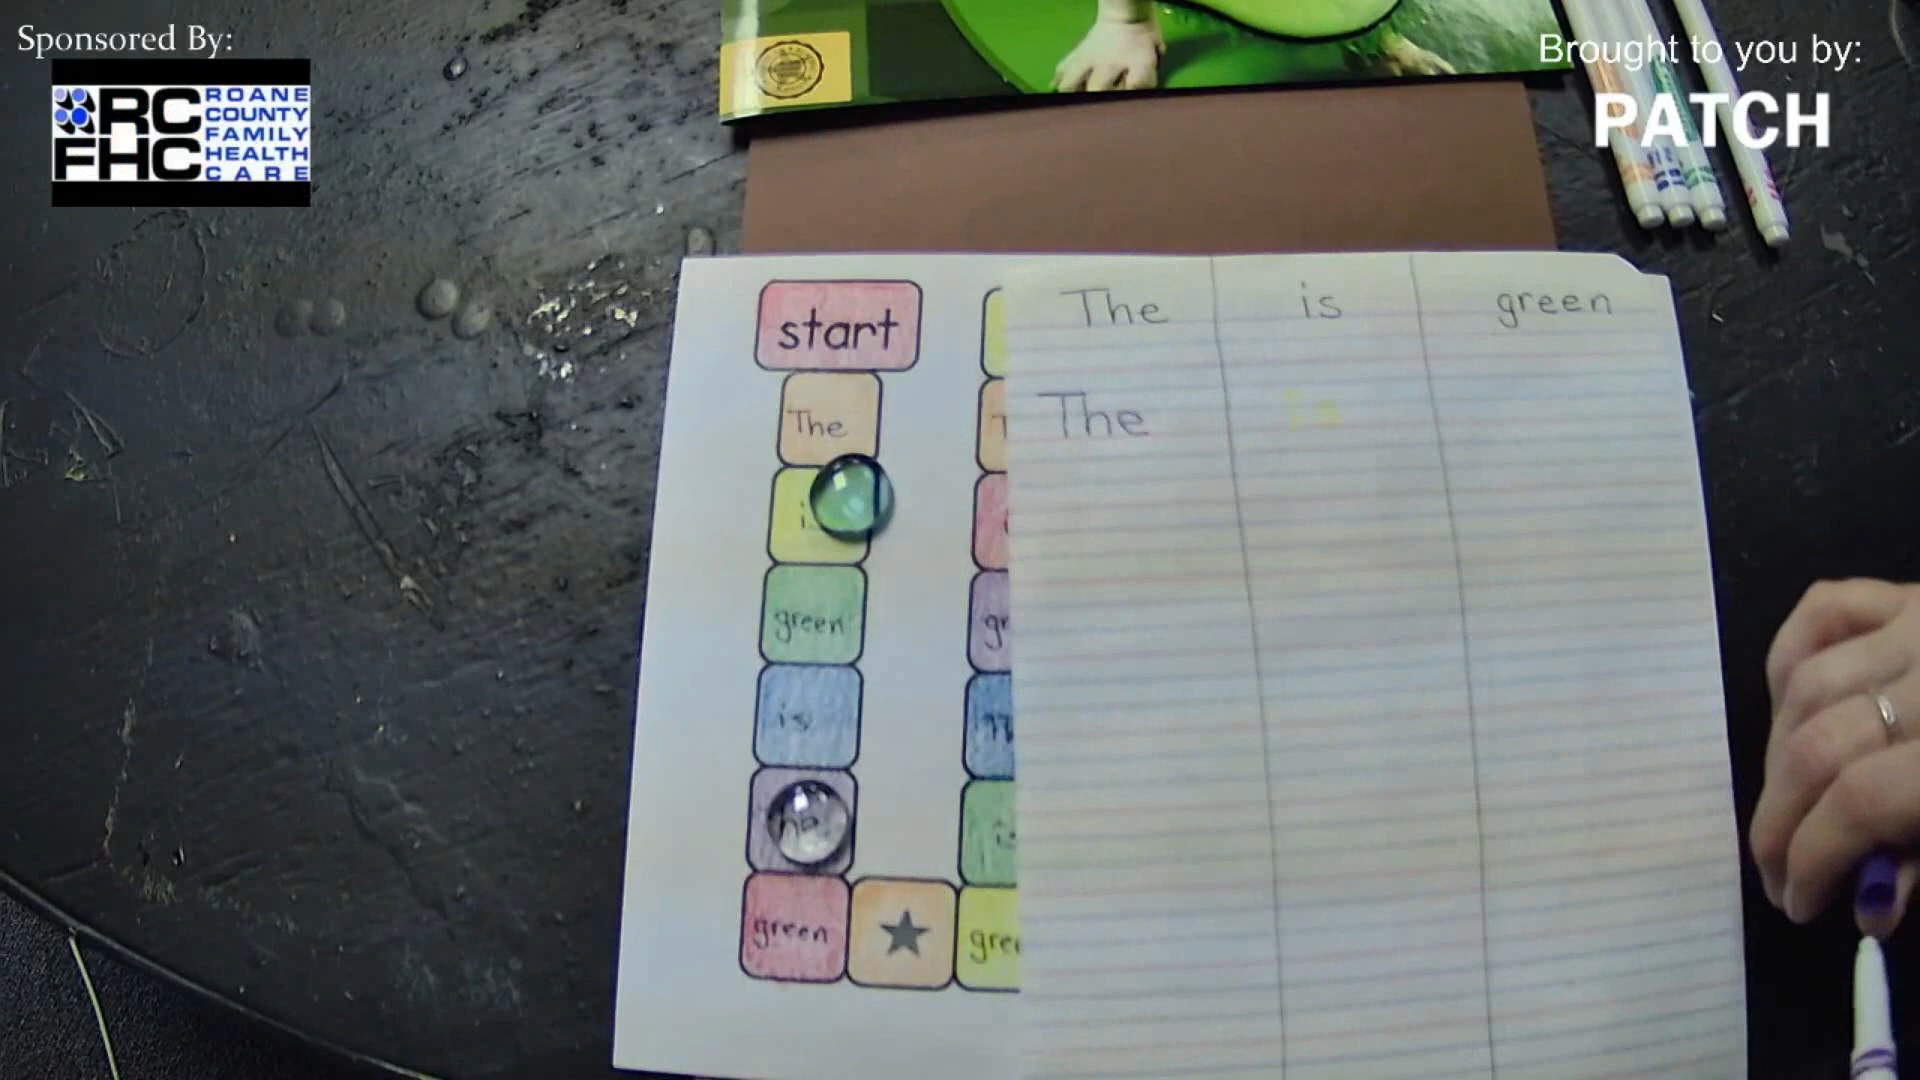 Sponsored By:
RC
FHC
ROANE
COUNTY
FAMILY
HEALTH
CARE
Brought to you by:
PATCH
start
The
green
is
green
The is green
The is